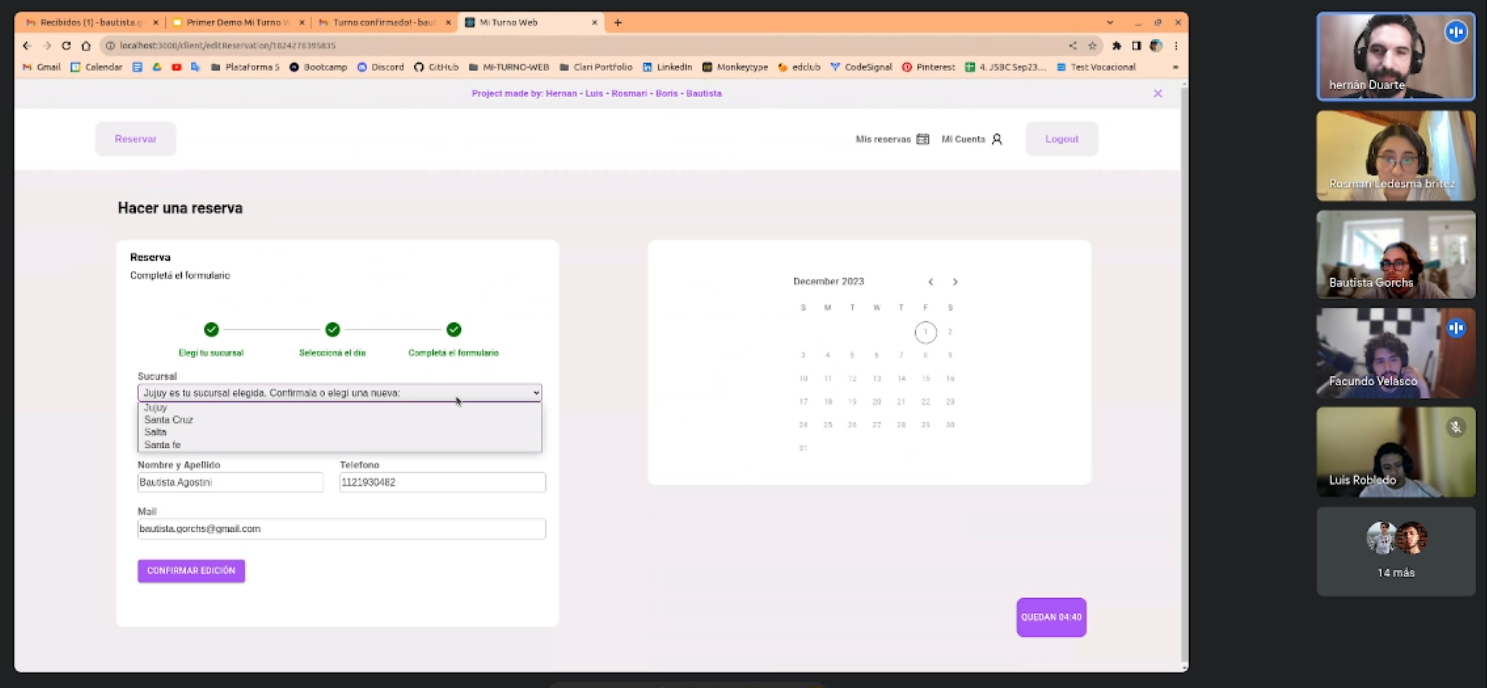 Recibidos (1) - bautista.g
Primer Demo Mi Turno W
Turno confirmado! - baut
Mi Turno Web
localhost:3000/client/editReservation/1824278395835
Gmail
Calendar
Plataforma 5
Bootcamp
Discord
GitHub
MI-TURNO-WEB
Clari Portfolio
LinkedIn
Monkeytype
edclub
CodeSignal
Pinterest
4. JSBC Sep23...
Test Vocacional
»
Project made by: Hernan - Luis - Rosmari - Boris - Bautista
Reservar
Mis reservas
Mi Cuenta
Logout
Hacer una reserva
Reserva
Completá el formulario
Elegí tu sucursal
Seleccioná el día
Completá el formulario
Sucursal
Jujuy es tu sucursal elegida. Confirmala o elegí una nueva:
Jujuy
Santa Cruz
Salta
Santa fe
Nombre y Apellido
Telefono
Bautista Agostini
1121930482
Mail
bautista.gorchs@gmail.com
CONFIRMAR EDICIÓN
December 2023
S M T W T F S
1 2
3 4 5 6 7 8 9
10 11 12 13 14 15 16
17 18 19 20 21 22 23
24 25 26 27 28 29 30
31
QUEDAN 04:40
hernán Duarte
Rosmari Ledesma britez
Bautista Gorchs
Facundo Velasco
Luis Robledo
14 más